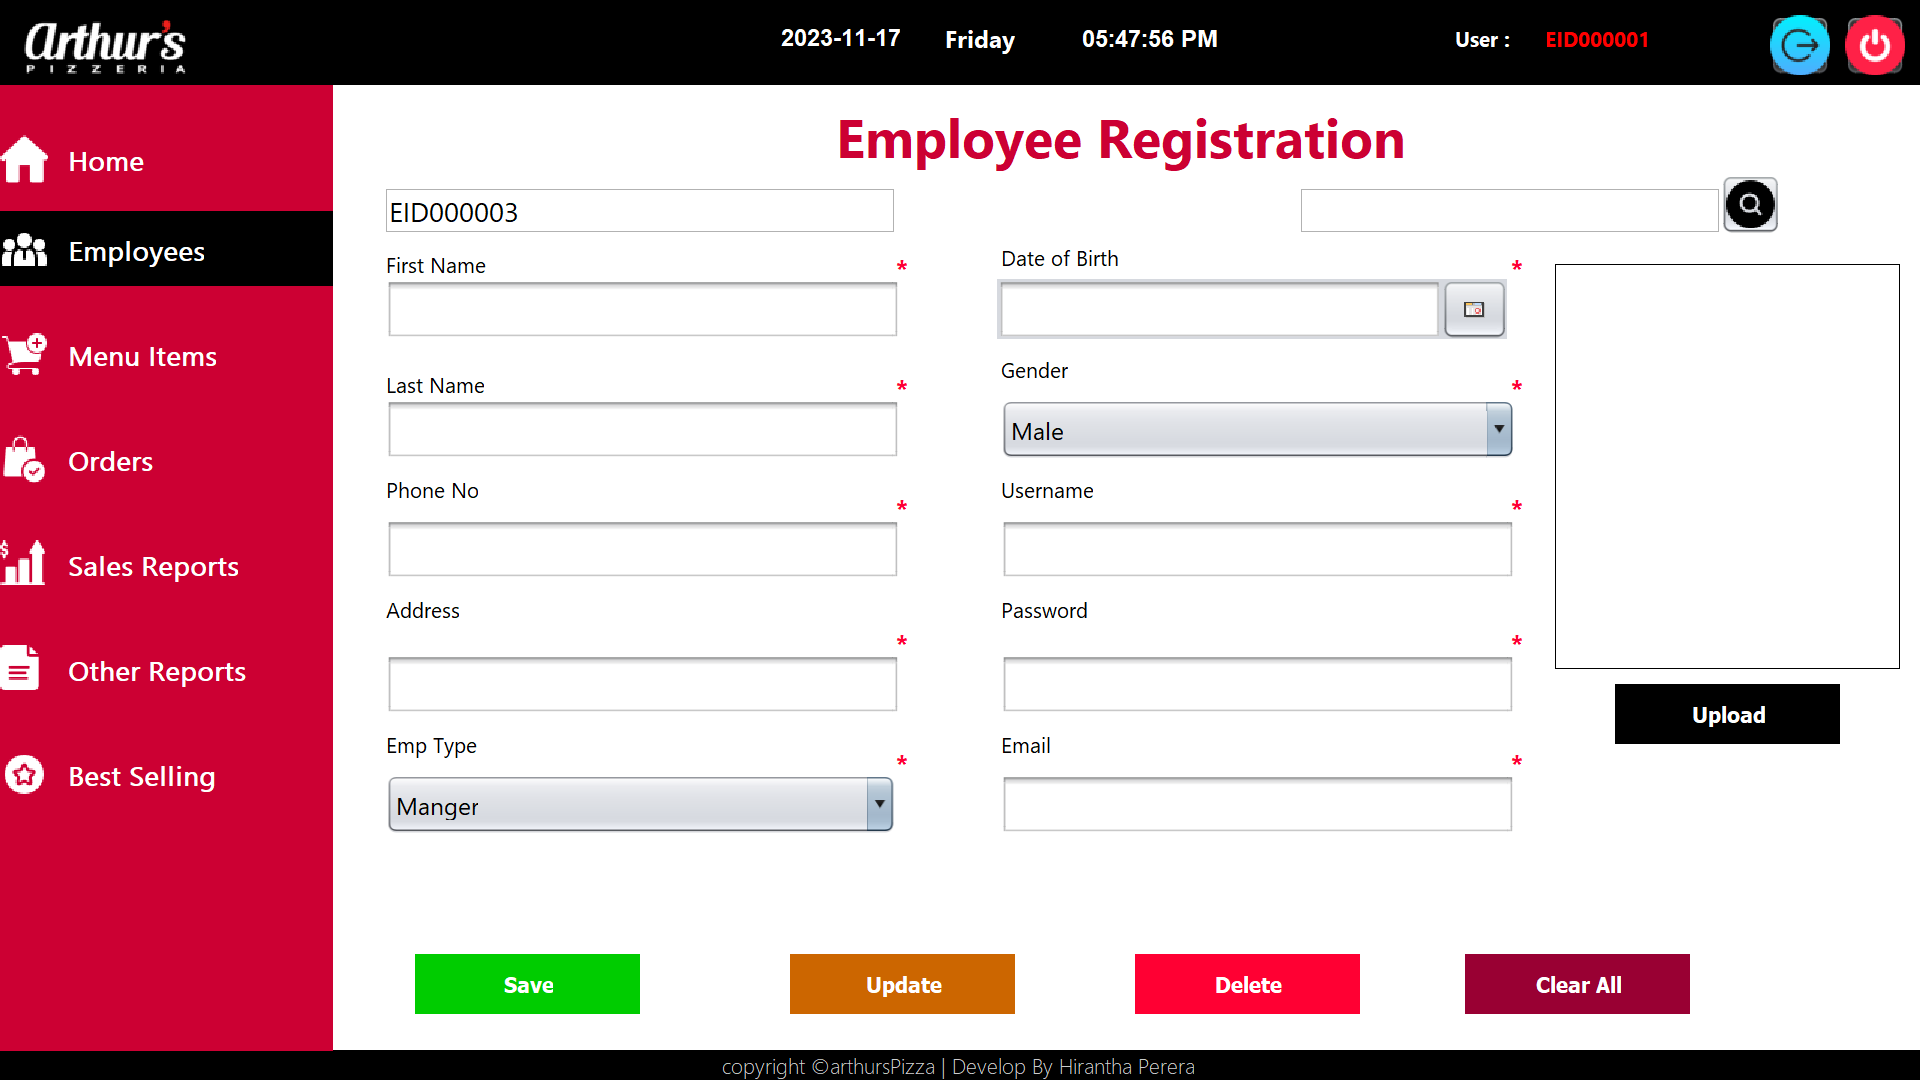 Arthur's
PIZZERIA
2023-11-17 Friday 05:47:56 PM User : EID000001
Home
Employees
Menu Items
Orders
Sales Reports
Other Reports
Best Selling
Employee Registration
EID000003
First Name *
Date of Birth *
Last Name *
Gender *
Male
Phone No *
Username *
Address *
Password *
Emp Type *
Manger
Email *
Upload
Save Update Delete Clear All
copyright ©arthursPizza | Develop By Hirantha Perera